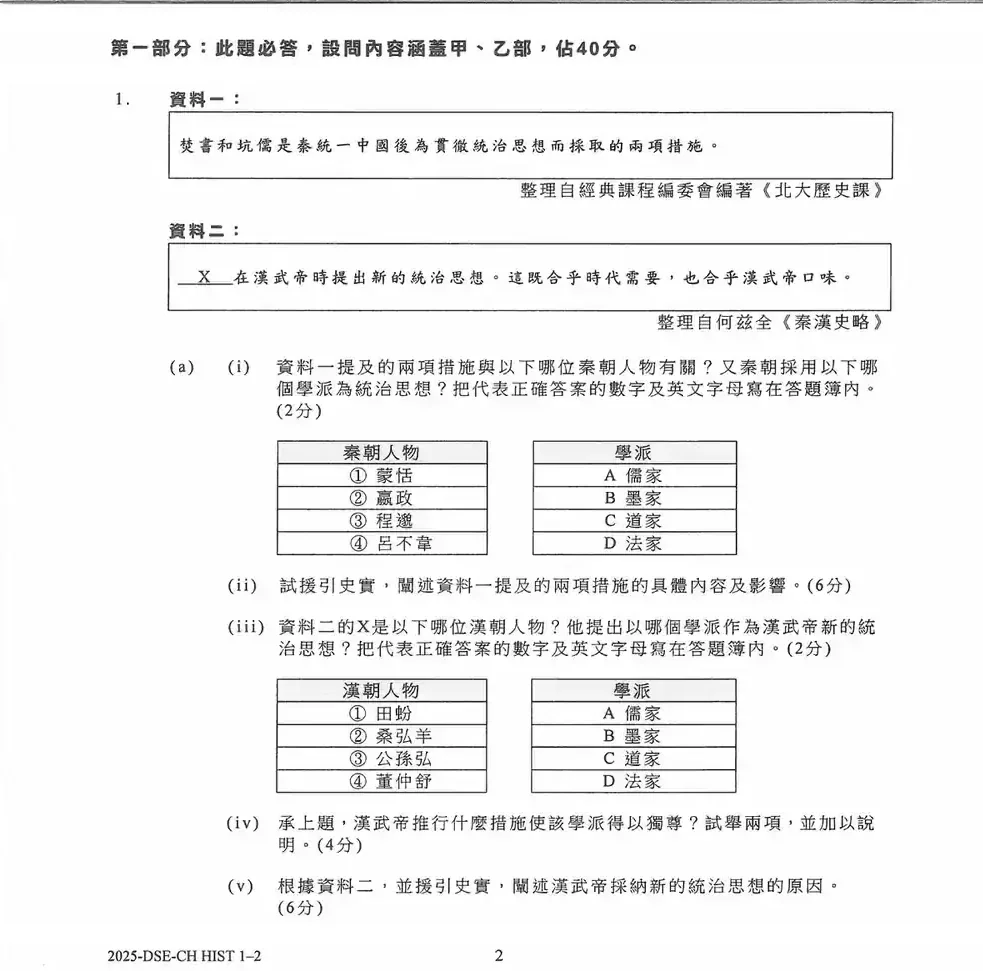 第一部分：此題必答，設問內容涵蓋甲、乙部，佔40分。
1. 資料一：
焚書和坑儒是秦統一中國後為貫徹統治思想而採取的兩項措施。
整理自經典課程編委會編著《北大歷史課》
資料二：
X 在漢武帝時提出新的統治思想。這既合乎時代需要，也合乎漢武帝口味。
整理自何茲全《秦漢史略》
(a) (i) 資料一提及的兩項措施與以下哪位秦朝人物有關？又秦朝採用以下哪
個學派為統治思想？把代表正確答案的數字及英文字母寫在答題簿內。
(2分)
秦朝人物 學派
① 蒙恬 A 儒家
② 嬴政 B 墨家
③ 程邈 C 道家
④ 呂不韋 D 法家
(ii) 試援引史實，闡述資料一提及的兩項措施的具體內容及影響。(6分)
(iii) 資料二的X是以下哪位漢朝人物？他提出以哪個學派作為漢武帝新的統
治思想？把代表正確答案的數字及英文字母寫在答題簿內。(2分)
漢朝人物 學派
① 田蚡 A 儒家
② 桑弘羊 B 墨家
③ 公孫弘 C 道家
④ 董仲舒 D 法家
(iv) 承上題，漢武帝推行什麼措施使該學派得以獨尊？試舉兩項，並加以說
明。(4分)
(v) 根據資料二，並援引史實，闡述漢武帝採納新的統治思想的原因。
(6分)
2025-DSE-CH HIST 1–2 2